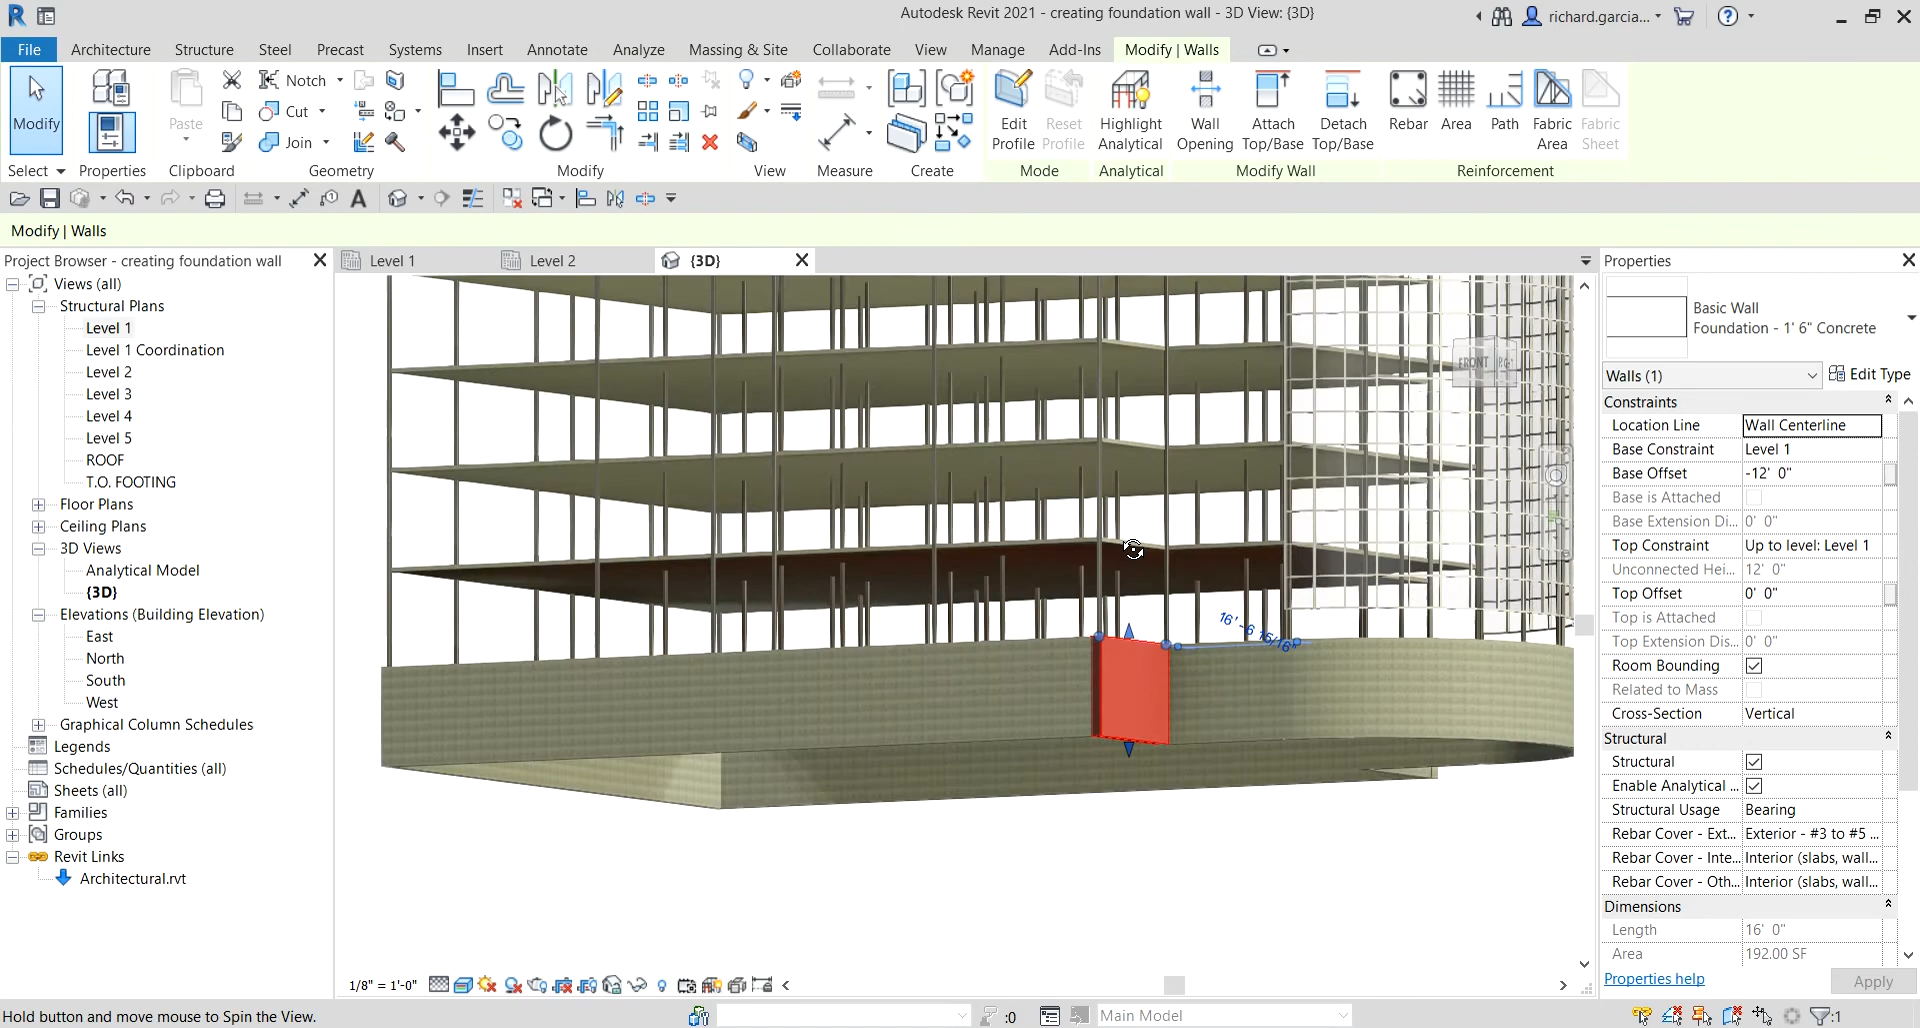 Autodesk Revit 2021 - creating foundation wall - 3D View: {3D}
richard.garcia...
File Architecture Structure Steel Precast Systems Insert Annotate Analyze Massing & Site Collaborate View Manage Add-Ins Modify | Walls
Modify
Paste
Notch
Cut
Join
Edit Profile
Reset Profile
Highlight Analytical
Wall Opening
Attach Top/Base
Detach Top/Base
Rebar
Area
Path
Fabric Area
Fabric Sheet
Select Properties Clipboard Geometry Modify View Measure Create Mode Analytical Modify Wall Reinforcement
Modify | Walls
Project Browser - creating foundation wall
Views (all)
Structural Plans
Level 1
Level 1 Coordination
Level 2
Level 3
Level 4
Level 5
ROOF
T.O. FOOTING
Floor Plans
Ceiling Plans
3D Views
Analytical Model
{3D}
Elevations (Building Elevation)
East
North
South
West
Graphical Column Schedules
Legends
Schedules/Quantities (all)
Sheets (all)
Families
Groups
Revit Links
Architectural.rvt
Level 1 Level 2 {3D}
FRONT
16' - 6 15/16"
1/8" = 1'-0"
Properties
Basic Wall
Foundation - 1' 6" Concrete
Walls (1) Edit Type
Constraints
Location Line Wall Centerline
Base Constraint Level 1
Base Offset -12' 0"
Base is Attached
Base Extension Di... 0' 0"
Top Constraint Up to level: Level 1
Unconnected Hei... 12' 0"
Top Offset 0' 0"
Top is Attached
Top Extension Dis... 0' 0"
Room Bounding
Related to Mass
Cross-Section Vertical
Structural
Structural
Enable Analytical ...
Structural Usage Bearing
Rebar Cover - Ext... Exterior - #3 to #5 ...
Rebar Cover - Inte... Interior (slabs, wall...
Rebar Cover - Oth... Interior (slabs, wall...
Dimensions
Length 16' 0"
Area 192.00 SF
Properties help Apply
Hold button and move mouse to Spin the View.
:0
Main Model
:1